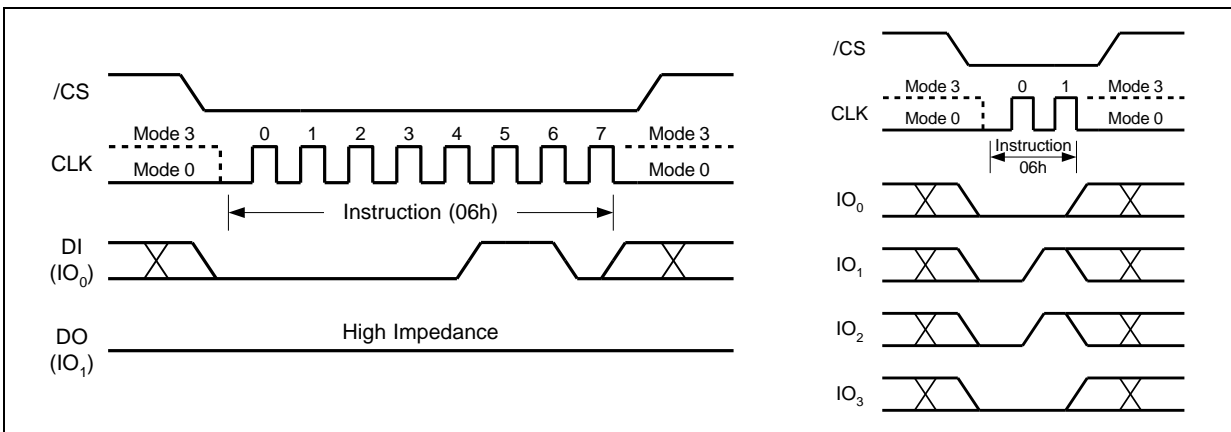 /CS
Mode 3 0 1 2 3 4 5 6 7 Mode 3
CLK Mode 0 Mode 0
Instruction (06h)
DI
(IO₀)
High Impedance
DO
(IO₁)
/CS
Mode 3 0 1 Mode 3
CLK Mode 0 Mode 0
Instruction
06h
IO₀
IO₁
IO₂
IO₃